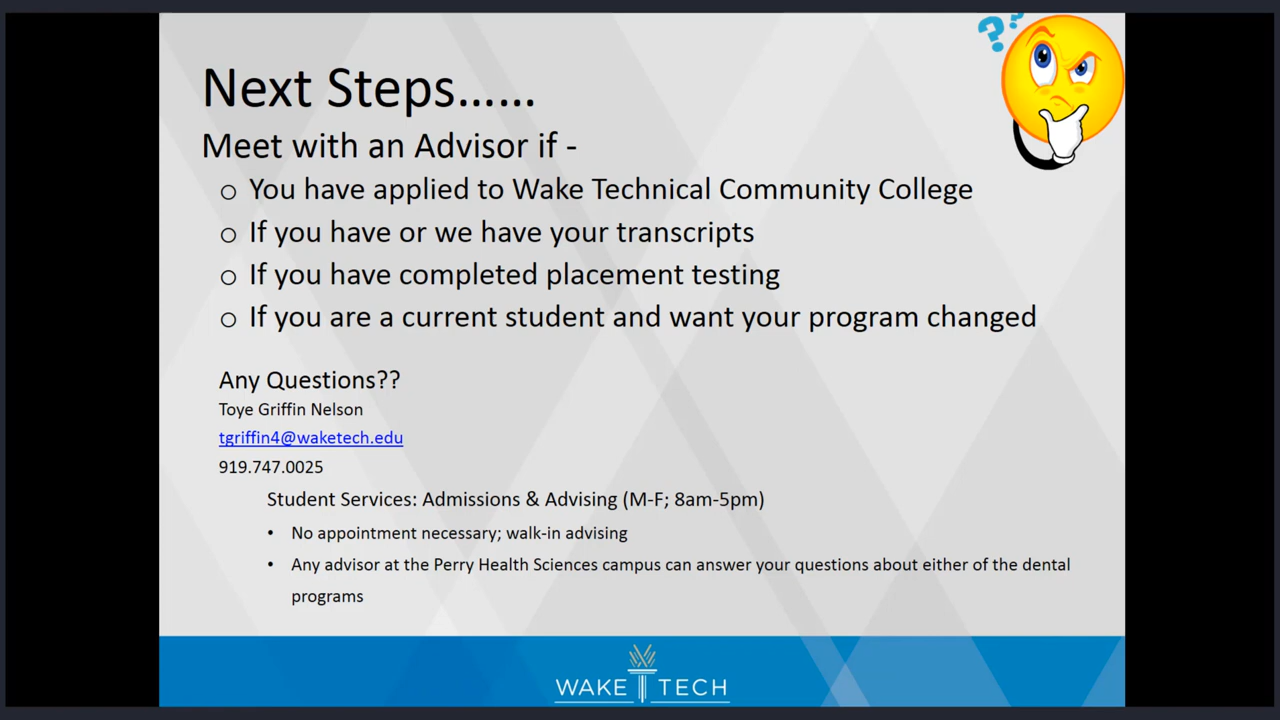 Next Steps......
Meet with an Advisor if -
o You have applied to Wake Technical Community College
o If you have or we have your transcripts
o If you have completed placement testing
o If you are a current student and want your program changed
Any Questions??
Toye Griffin Nelson
tgriffin4@waketech.edu
919.747.0025
Student Services: Admissions & Advising (M-F; 8am-5pm)
• No appointment necessary; walk-in advising
• Any advisor at the Perry Health Sciences campus can answer your questions about either of the dental
programs
WAKE TECH
? ?